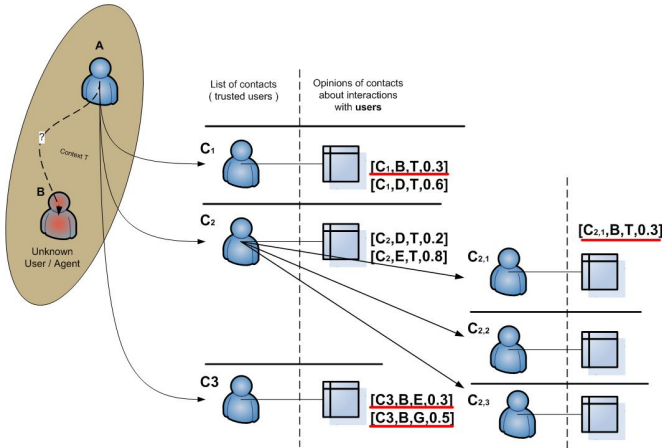 A
?
Context T
B
Unknown
User / Agent
List of contacts
( trusted users )
Opinions of contacts
about interactions
with users
C1
[C1,B,T,0.3]
[C1,D,T,0.6]
C2
[C2,D,T,0.2]
[C2,E,T,0.8]
C3
[C3,B,E,0.3]
[C3,B,G,0.5]
[C2,1,B,T,0.3]
C2,1
C2,2
C2,3